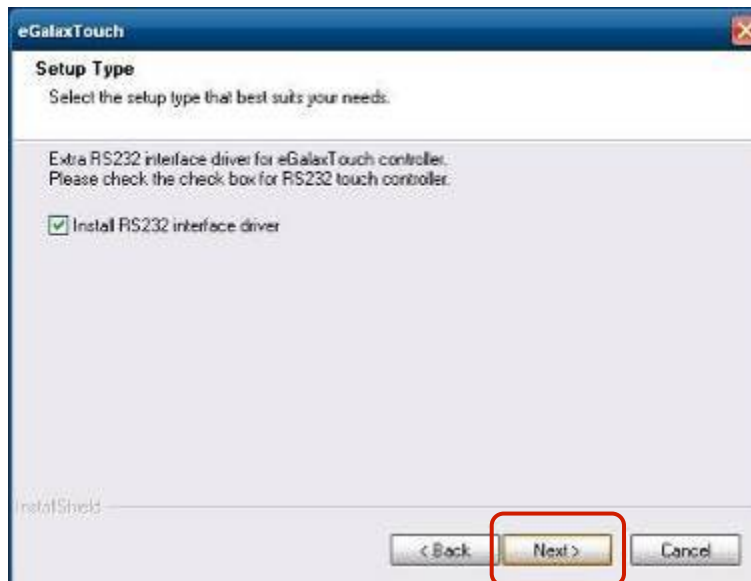 eGalaxTouch
Setup Type
Select the setup type that best suits your needs.
Extra RS232 interface driver for eGalaxTouch controller.
Please check the check box for RS232 touch controller.
Install RS232 interface driver
InstallShield
< Back
Next >
Cancel